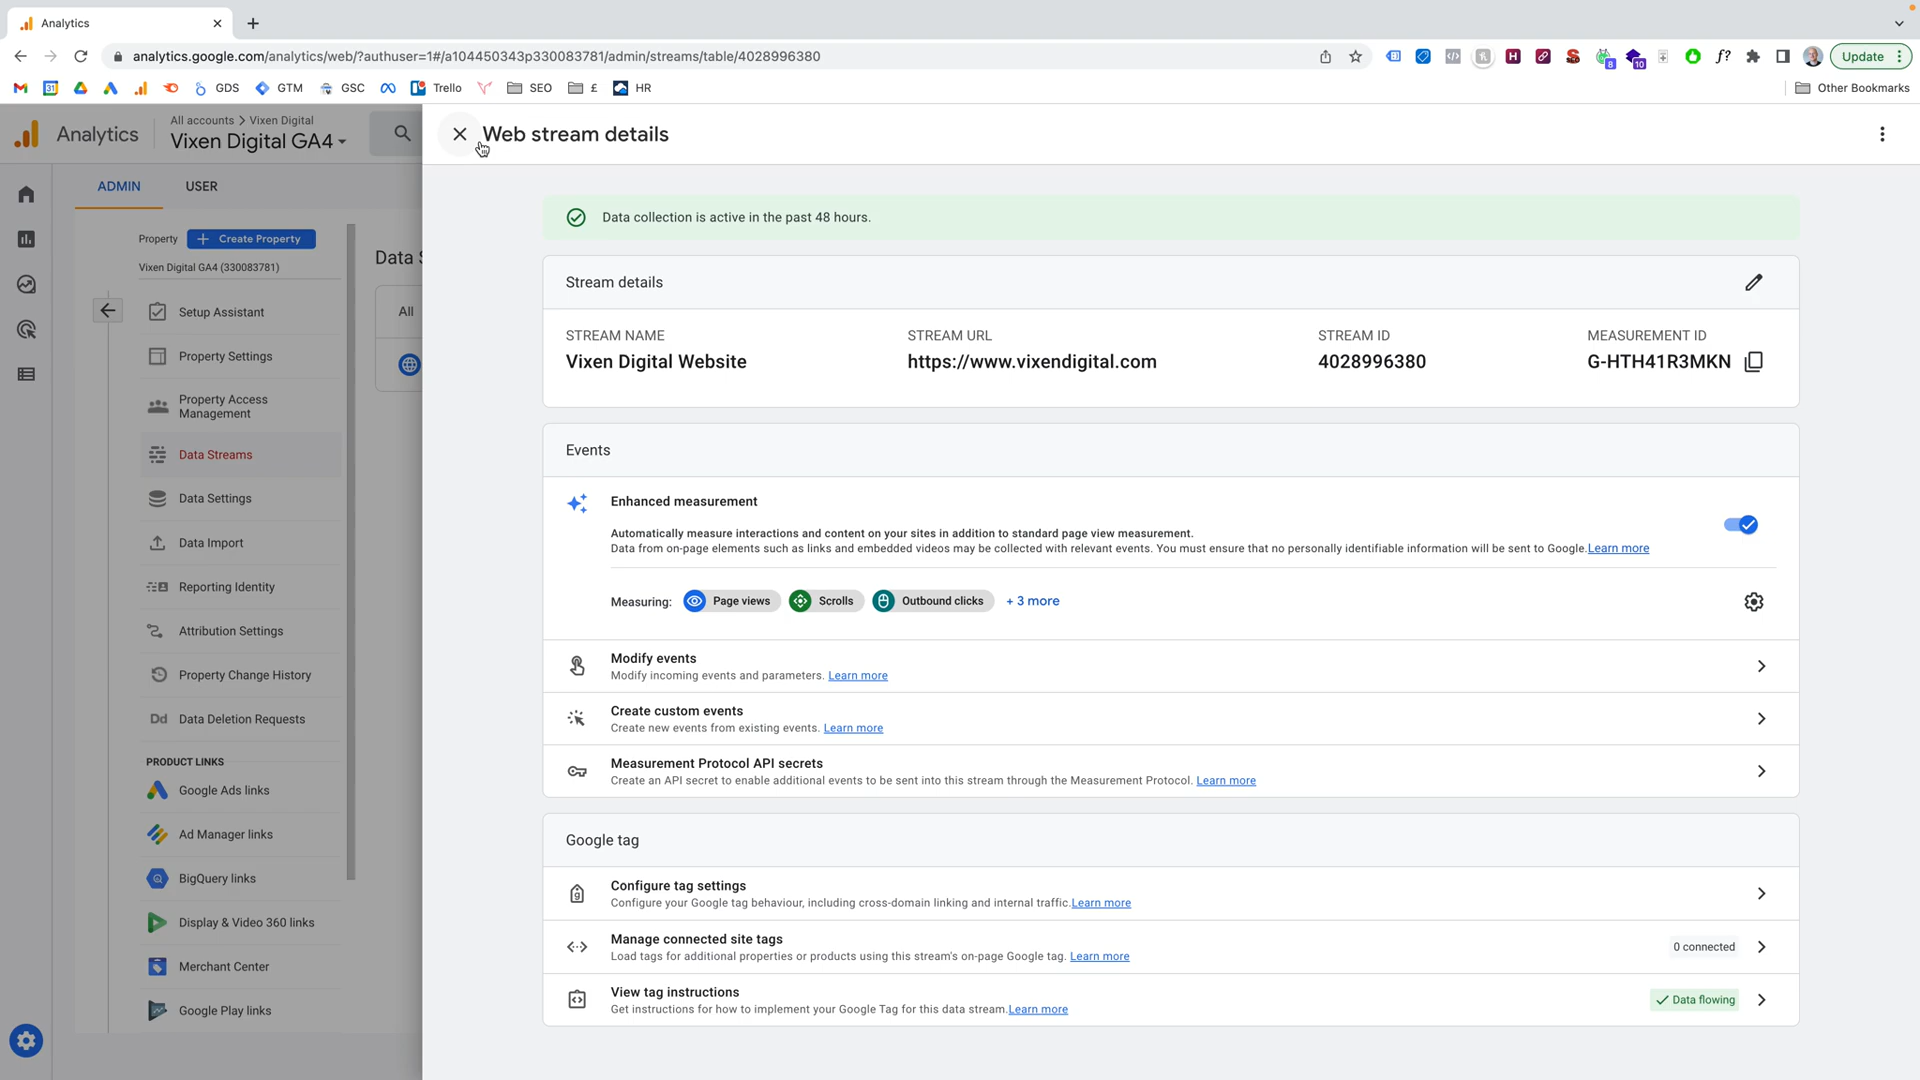 Analytics
analytics.google.com/analytics/web/?authuser=1#/a104450343p330083781/admin/streams/table/4028996380
8
10
f?
Update
31
GDS
GTM
GSC
Trello
SEO
£
HR
Other Bookmarks
Analytics
All accounts > Vixen Digital
Vixen Digital GA4
Web stream details
ADMIN
USER
Data collection is active in the past 48 hours.
Property
Create Property
Vixen Digital GA4 (330083781)
Data S
All
Setup Assistant
Property Settings
Property Access
Management
Data Streams
Data Settings
Data Import
Reporting Identity
Attribution Settings
Property Change History
Dd Data Deletion Requests
PRODUCT LINKS
Google Ads links
Ad Manager links
BigQuery links
Display & Video 360 links
Merchant Center
Google Play links
Stream details
STREAM NAME
Vixen Digital Website
STREAM URL
https://www.vixendigital.com
STREAM ID
4028996380
MEASUREMENT ID
G-HTH41R3MKN
Events
Enhanced measurement
Automatically measure interactions and content on your sites in addition to standard page view measurement.
Data from on-page elements such as links and embedded videos may be collected with relevant events. You must ensure that no personally identifiable information will be sent to Google.Learn more
Measuring: Page views Scrolls Outbound clicks + 3 more
Modify events
Modify incoming events and parameters. Learn more
Create custom events
Create new events from existing events. Learn more
Measurement Protocol API secrets
Create an API secret to enable additional events to be sent into this stream through the Measurement Protocol. Learn more
Google tag
Configure tag settings
Configure your Google tag behaviour, including cross-domain linking and internal traffic.Learn more
Manage connected site tags
Load tags for additional properties or products using this stream's on-page Google tag. Learn more
0 connected
View tag instructions
Get instructions for how to implement your Google Tag for this data stream.Learn more
Data flowing